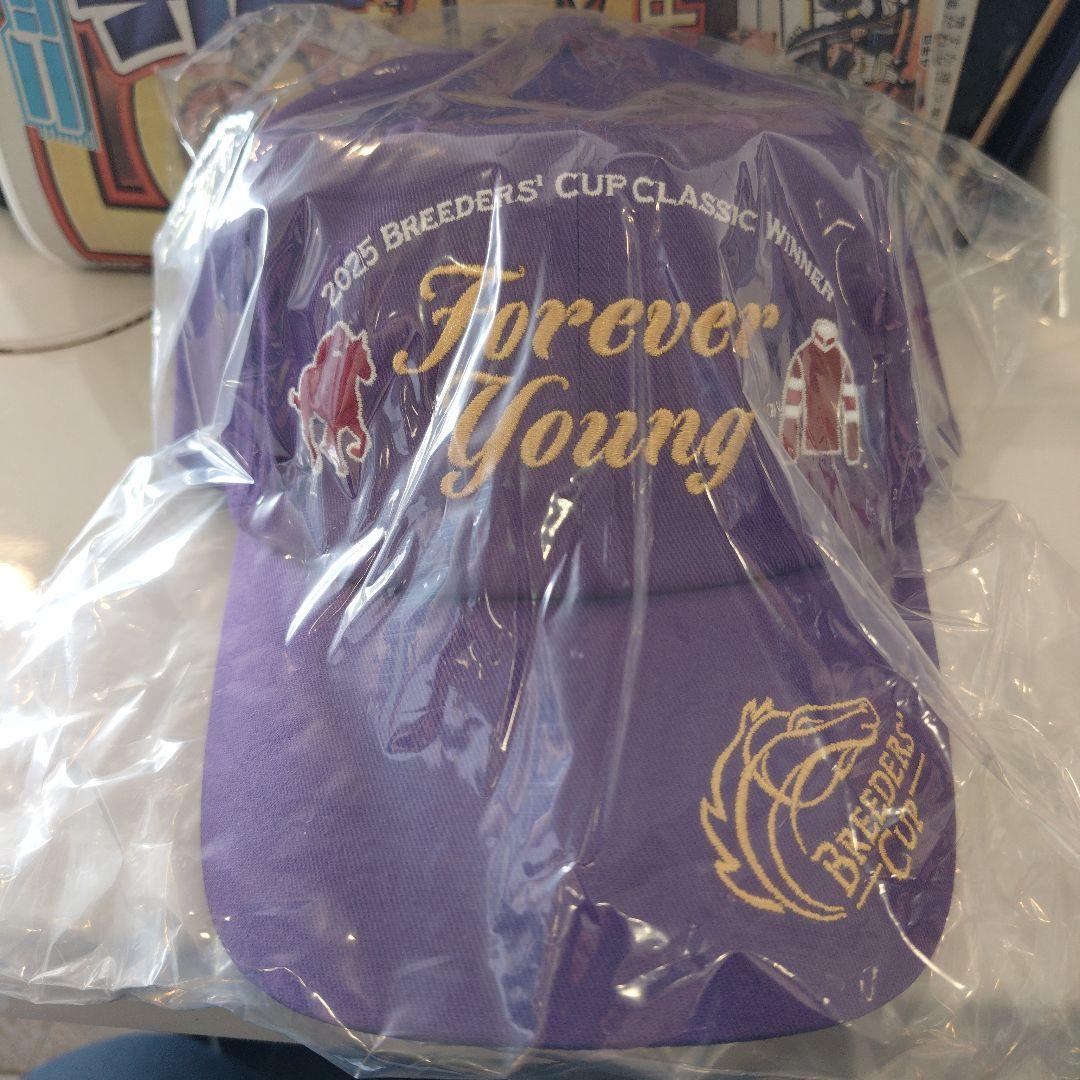 2025 BREEDERS' CUP CLASSIC WINNER
Forever
Young
BREEDERS'
CUP